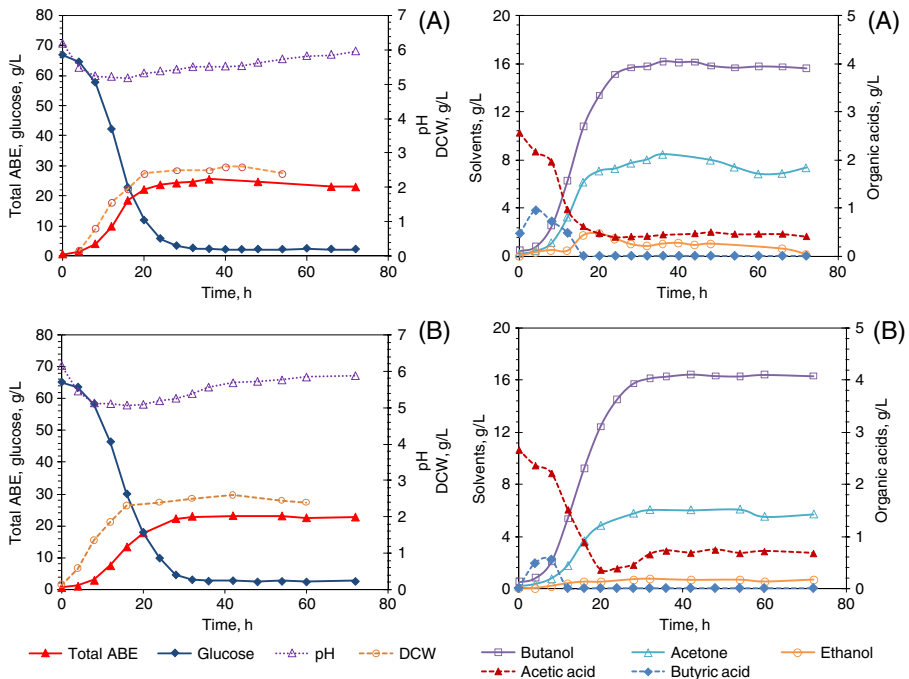 (A)
Total ABE, glucose, g/L
80
70
60
50
40
30
20
10
0
7
6
5
4
3
2
1
0
pH
DCW, g/L
0 20 40 60 80
Time, h
(A)
Solvents, g/L
20
16
12
8
4
0
5
4
3
2
1
0
Organic acids, g/L
0 20 40 60 80
Time, h
(B)
Total ABE, glucose, g/L
80
70
60
50
40
30
20
10
0
7
6
5
4
3
2
1
0
pH
DCW, g/L
0 20 40 60 80
Time, h
(B)
Solvents, g/L
20
16
12
8
4
0
5
4
3
2
1
0
Organic acids, g/L
0 20 40 60 80
Time, h
Total ABE Glucose pH DCW
Butanol Acetone Ethanol
Acetic acid Butyric acid